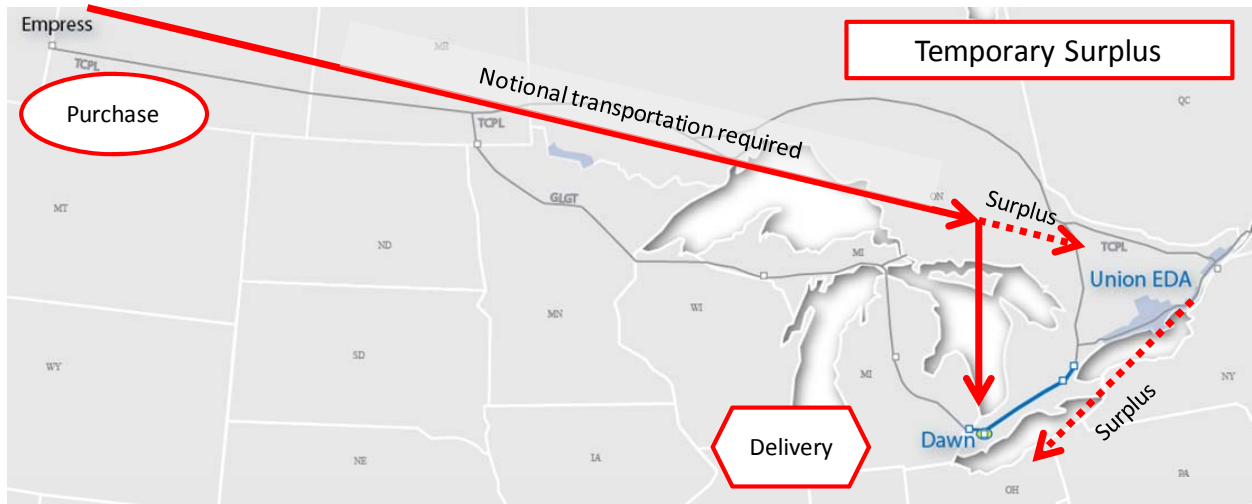 Empress
Temporary Surplus
MB
TCPL
Notional transportation required
Purchase
QC
TCPL
ON
Surplus
GLGT
MT
ND
MI
TCPL
Union EDA
MN
WI
SD
WY
MI
NY
Surplus
Delivery
Dawn
NE
IA
PA
OH